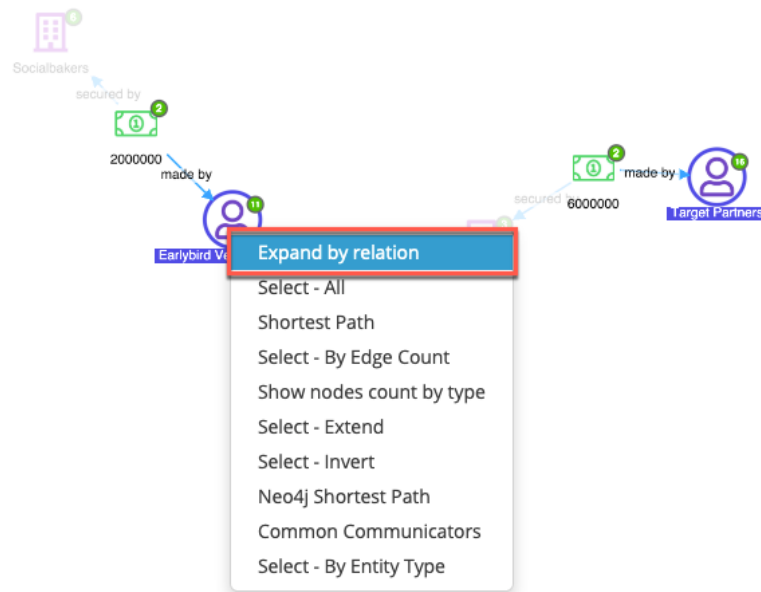 6
Socialbakers
secured by
2
2000000
made by
11
Earlybird Ve
2
made by
6000000
secured by
16
Target Partners
Expand by relation
Select - All
Shortest Path
Select - By Edge Count
Show nodes count by type
Select - Extend
Select - Invert
Neo4j Shortest Path
Common Communicators
Select - By Entity Type